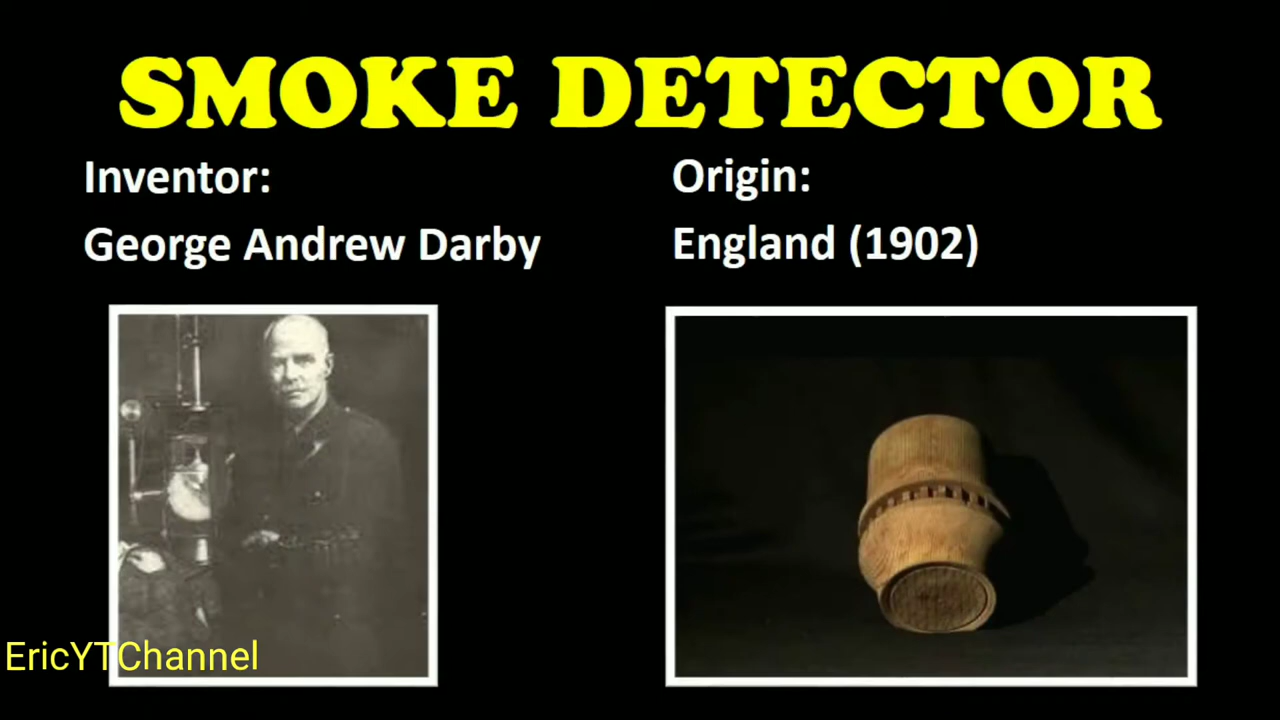 SMOKE DETECTOR
Inventor:
George Andrew Darby
Origin:
England (1902)
EricYTChannel